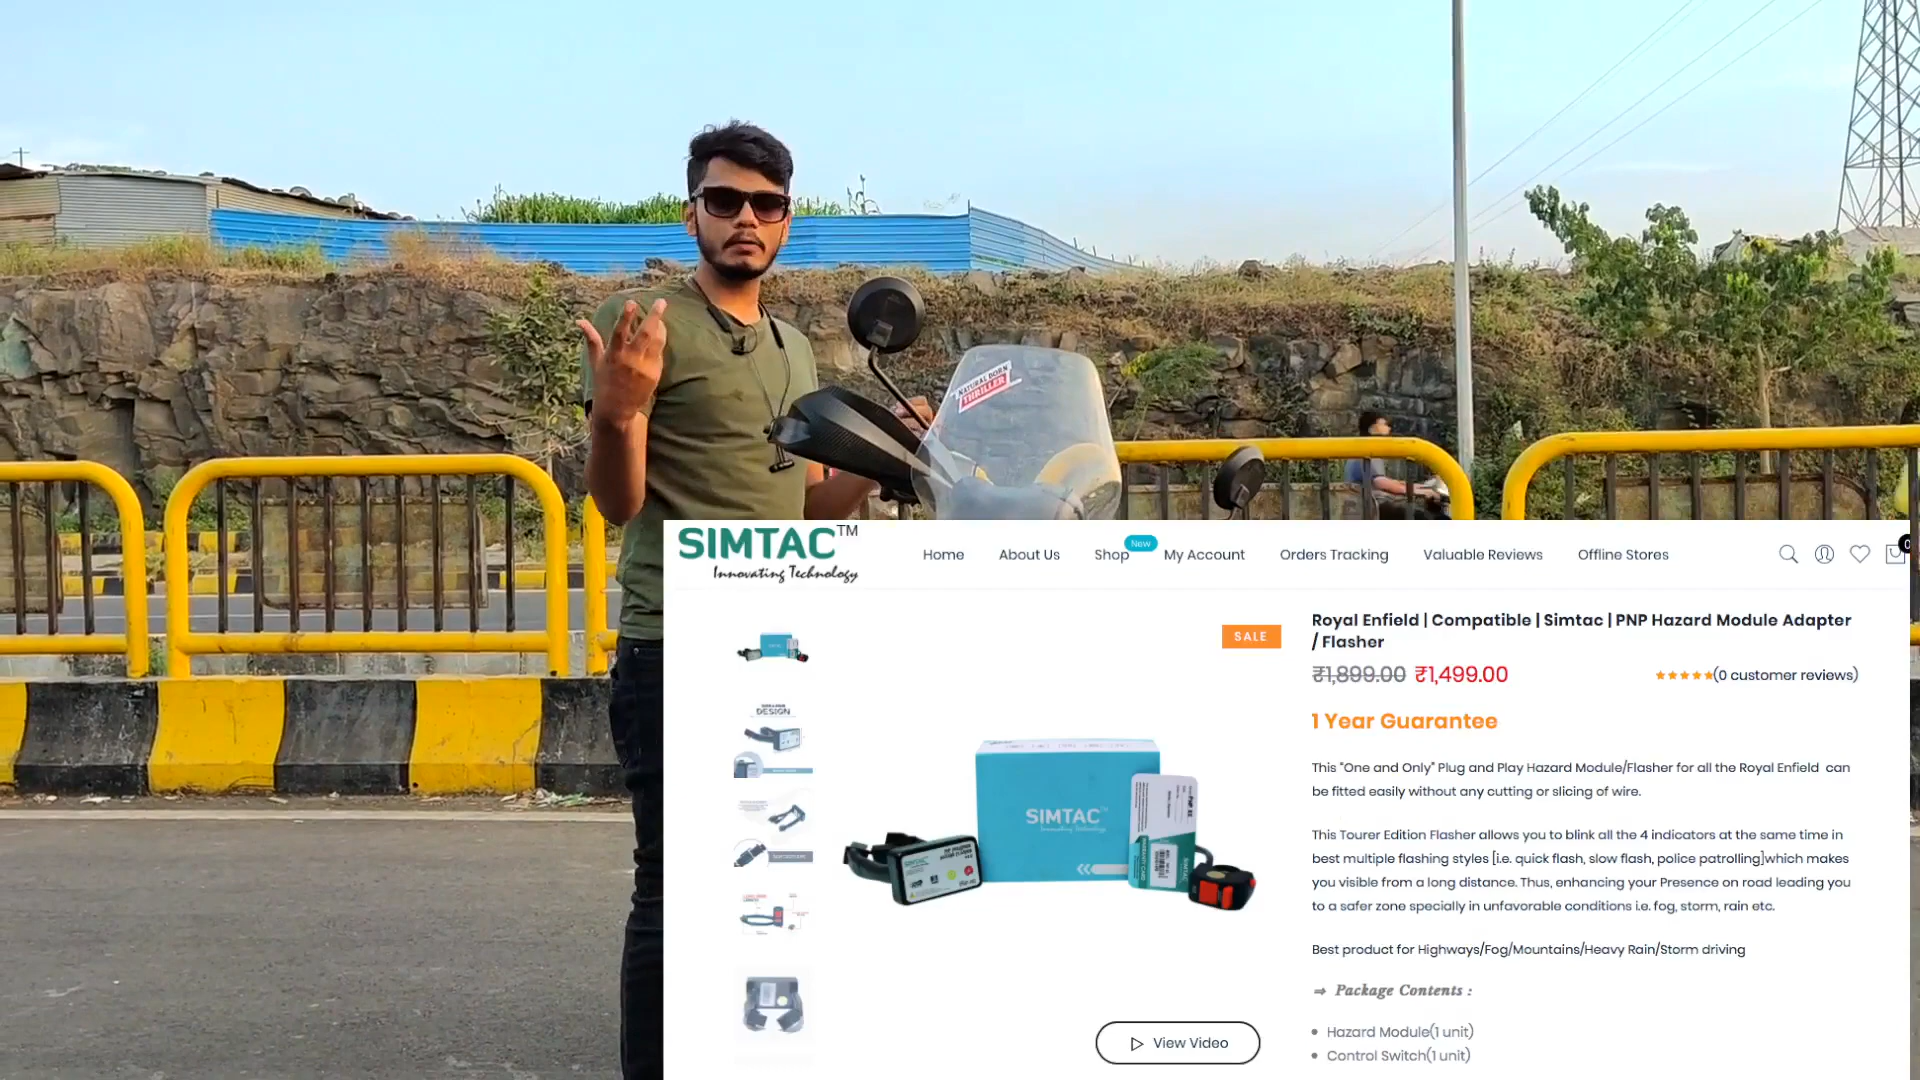 NATURAL BORN
THRILLER
SIMTAC™
Innovating Technology
Home
About Us
Shop
New
My Account
Orders Tracking
Valuable Reviews
Offline Stores
0
SALE
DESIGN
SIMTAC
Innovating Technology
SIMTAC
View Video
Royal Enfield | Compatible | Simtac | PNP Hazard Module Adapter
/ Flasher
₹1,899.00 ₹1,499.00
(0 customer reviews)
1 Year Guarantee
This "One and Only" Plug and Play Hazard Module/Flasher for all the Royal Enfield can
be fitted easily without any cutting or slicing of wire.
This Tourer Edition Flasher allows you to blink all the 4 indicators at the same time in
best multiple flashing styles [i.e. quick flash, slow flash, police patrolling]which makes
you visible from a long distance. Thus, enhancing your Presence on road leading you
to a safer zone specially in unfavorable conditions i.e. fog, storm, rain etc.
Best product for Highways/Fog/Mountains/Heavy Rain/Storm driving
⇒ Package Contents :
• Hazard Module(1 unit)
• Control Switch(1 unit)